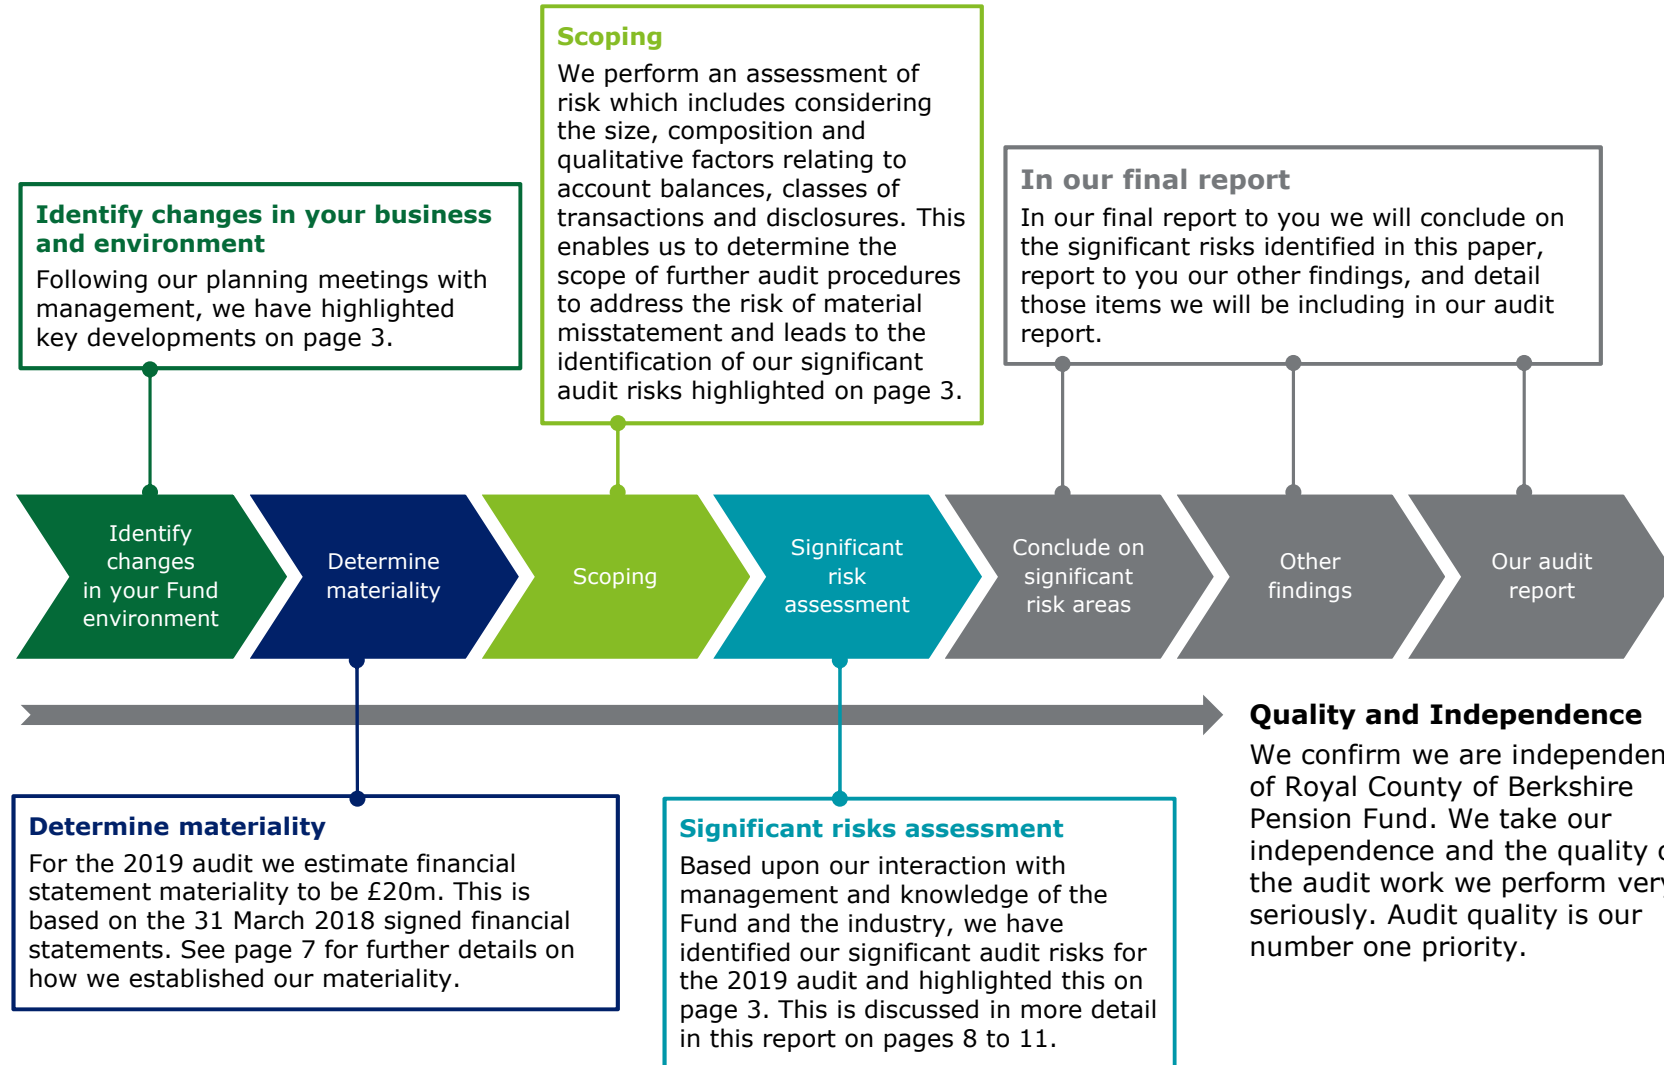 Scoping
We perform an assessment of
risk which includes considering
the size, composition and
qualitative factors relating to
account balances, classes of
transactions and disclosures. This
enables us to determine the
scope of further audit procedures
to address the risk of material
misstatement and leads to the
identification of our significant
audit risks highlighted on page 3.
Identify changes in your business
and environment
Following our planning meetings with
management, we have highlighted
key developments on page 3.
In our final report
In our final report to you we will conclude on
the significant risks identified in this paper,
report to you our other findings, and detail
those items we will be including in our audit
report.
Identify
changes
in your Fund
environment
Determine
materiality
Scoping
Significant
risk
assessment
Conclude on
significant
risk areas
Other
findings
Our audit
report
Determine materiality
For the 2019 audit we estimate financial
statement materiality to be £20m. This is
based on the 31 March 2018 signed financial
statements. See page 7 for further details on
how we established our materiality.
Significant risks assessment
Based upon our interaction with
management and knowledge of the
Fund and the industry, we have
identified our significant audit risks for
the 2019 audit and highlighted this on
page 3. This is discussed in more detail
in this report on pages 8 to 11.
Quality and Independence
We confirm we are independen
of Royal County of Berkshire
Pension Fund. We take our
independence and the quality
the audit work we perform very
seriously. Audit quality is our
number one priority.